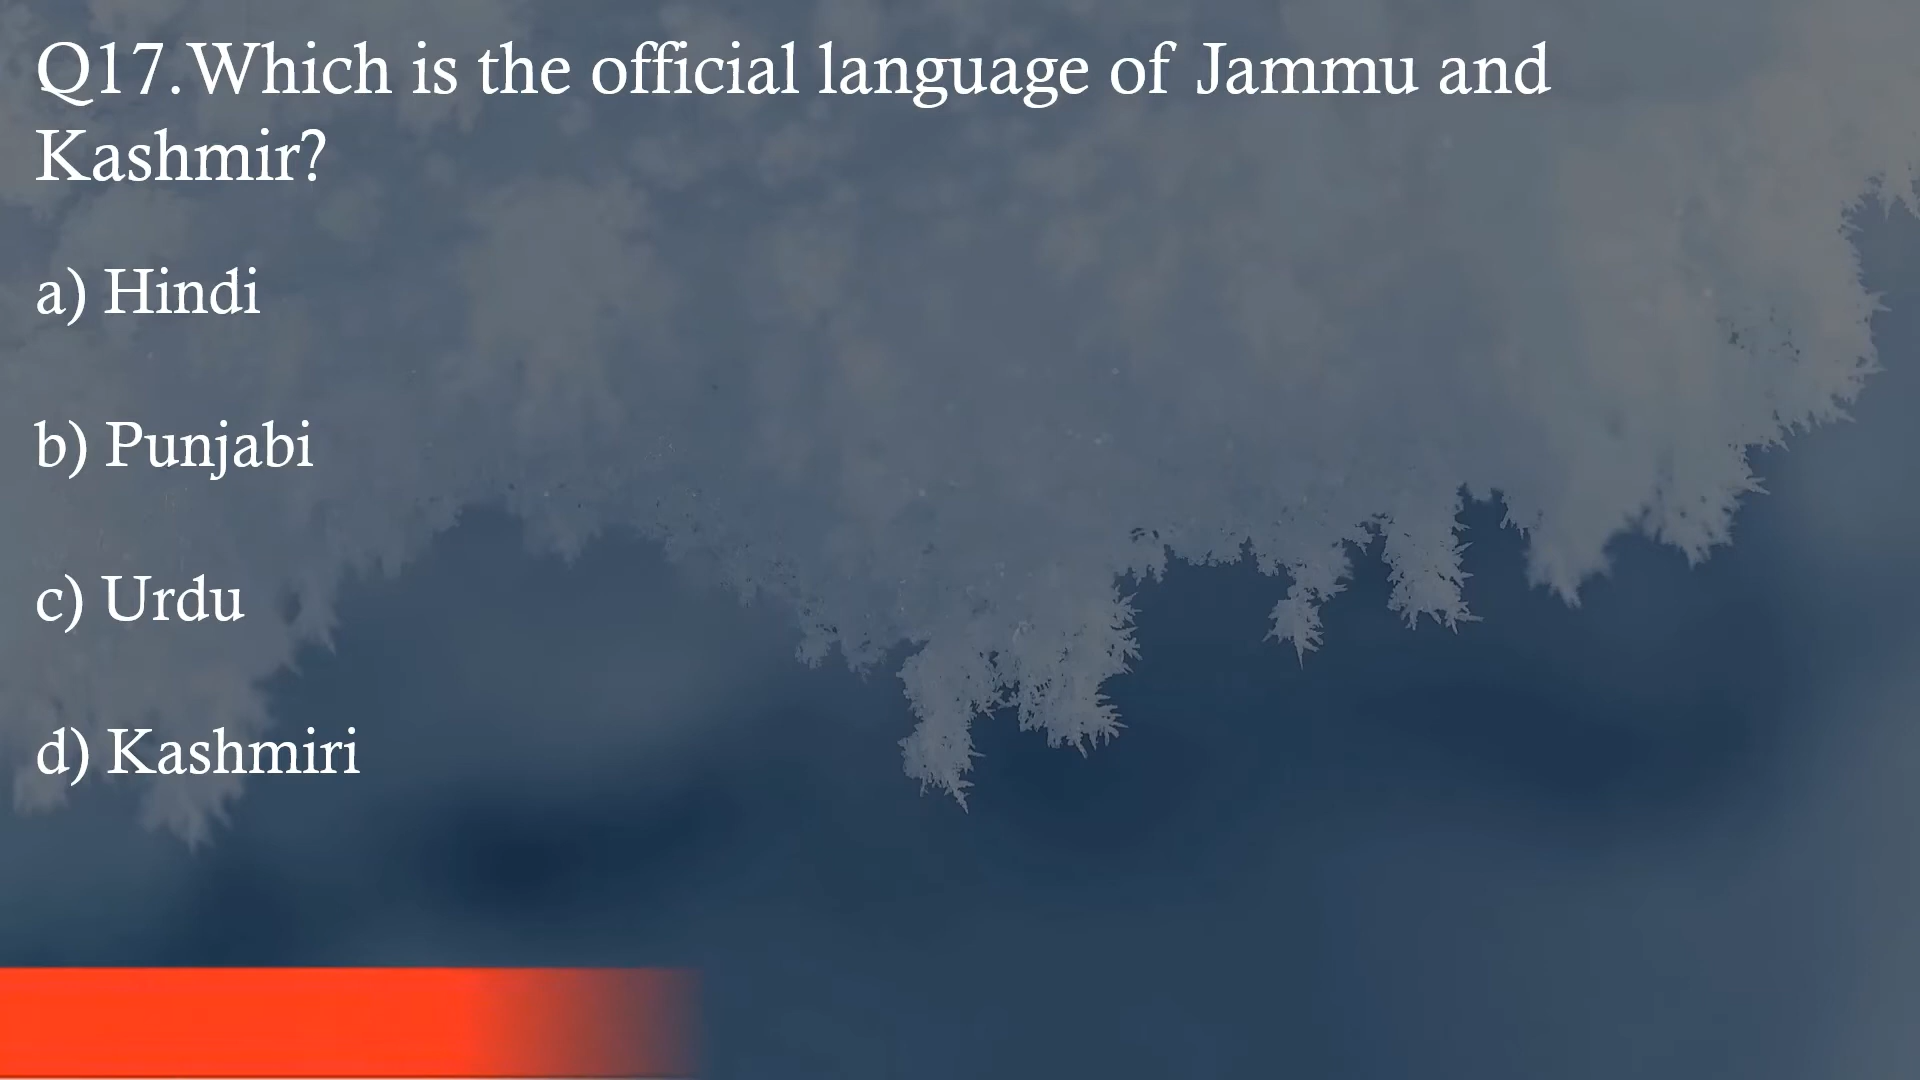 Q17.Which is the official language of Jammu and
Kashmir?
a) Hindi
b) Punjabi
c) Urdu
d) Kashmiri